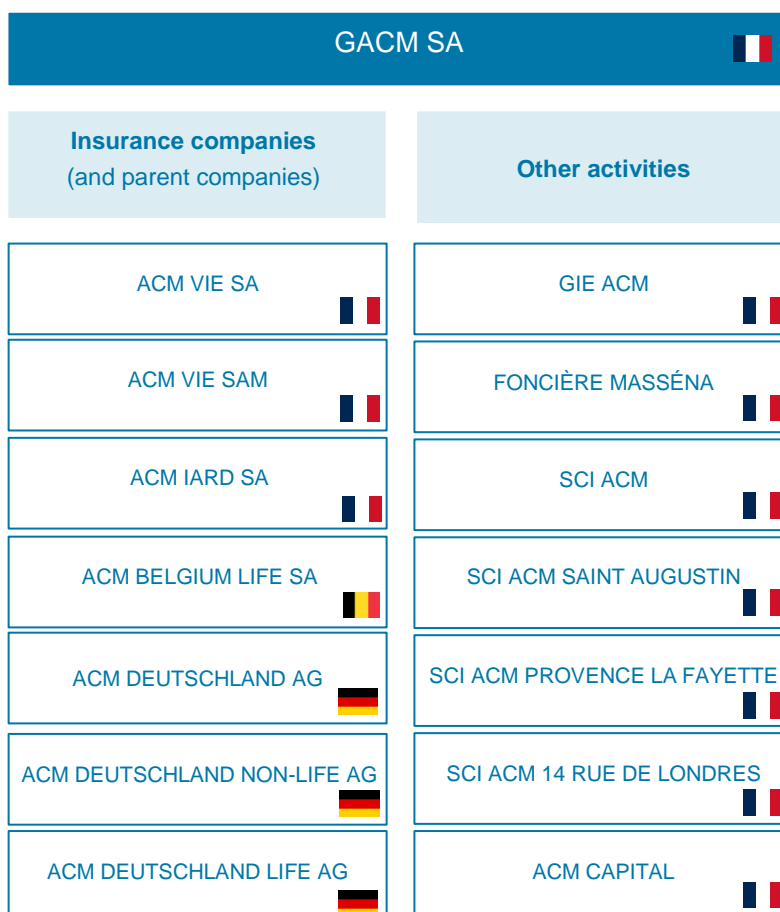 GACM SA
Insurance companies
(and parent companies)
Other activities
ACM VIE SA
GIE ACM
ACM VIE SAM
FONCIÈRE MASSÉNA
ACM IARD SA
SCI ACM
ACM BELGIUM LIFE SA
SCI ACM SAINT AUGUSTIN
ACM DEUTSCHLAND AG
SCI ACM PROVENCE LA FAYETTE
ACM DEUTSCHLAND NON-LIFE AG
SCI ACM 14 RUE DE LONDRES
ACM DEUTSCHLAND LIFE AG
ACM CAPITAL